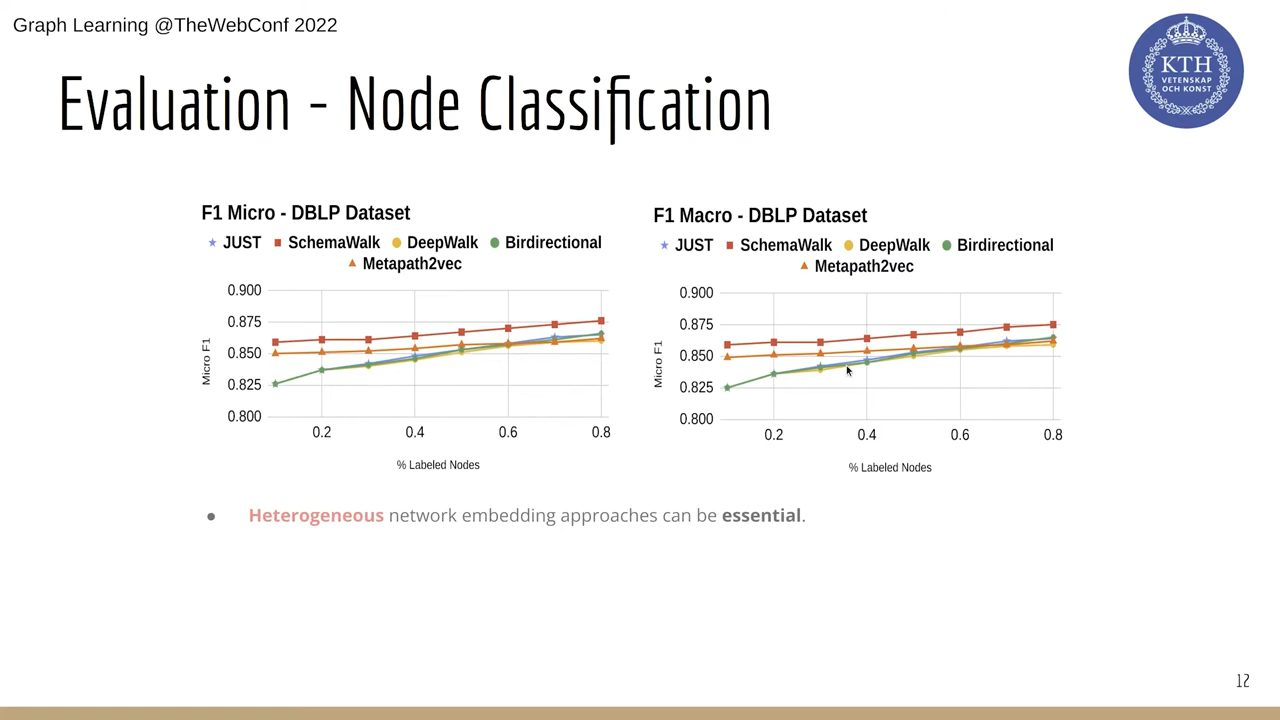 Graph Learning @TheWebConf 2022
KTH
VETENSKAP
OCH KONST
Evaluation - Node Classification
F1 Micro - DBLP Dataset
JUST SchemaWalk DeepWalk Birdirectional
Metapath2vec
0.900
0.875
0.850
0.825
0.800
Micro F1
0.2 0.4 0.6 0.8
% Labeled Nodes
F1 Macro - DBLP Dataset
JUST SchemaWalk DeepWalk Birdirectional
Metapath2vec
0.900
0.875
0.850
0.825
0.800
Micro F1
0.2 0.4 0.6 0.8
% Labeled Nodes
● Heterogeneous network embedding approaches can be essential.
12